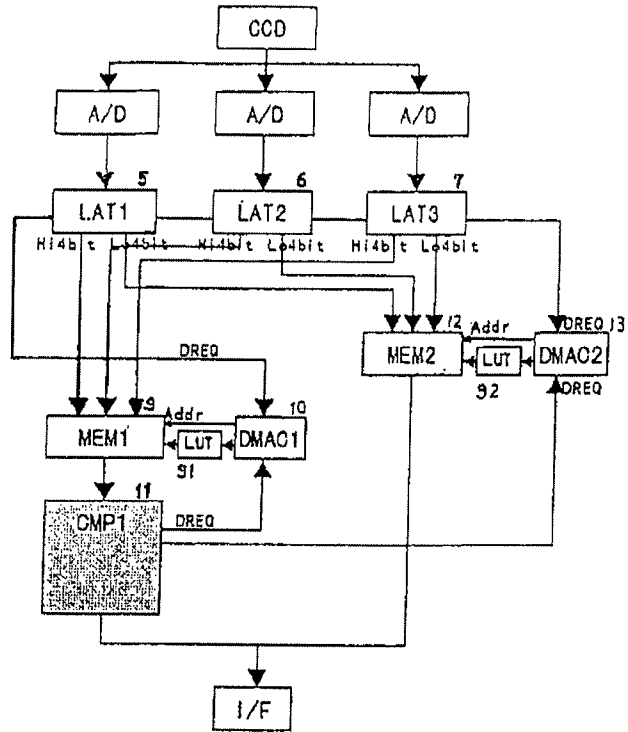 CCD
A/D A/D A/D
5 6 7
LAT1 LAT2 LAT3
Hi4bit Lo4bit Hi4bit Lo4bit Hi4bit Lo4bit
12 Addr DREQ 13
MEM2 LUT DMAC2
92 DREQ
DREQ
9 Addr 10
MEM1 LUT DMAC1
91
11
CMP1 DREQ
I/F